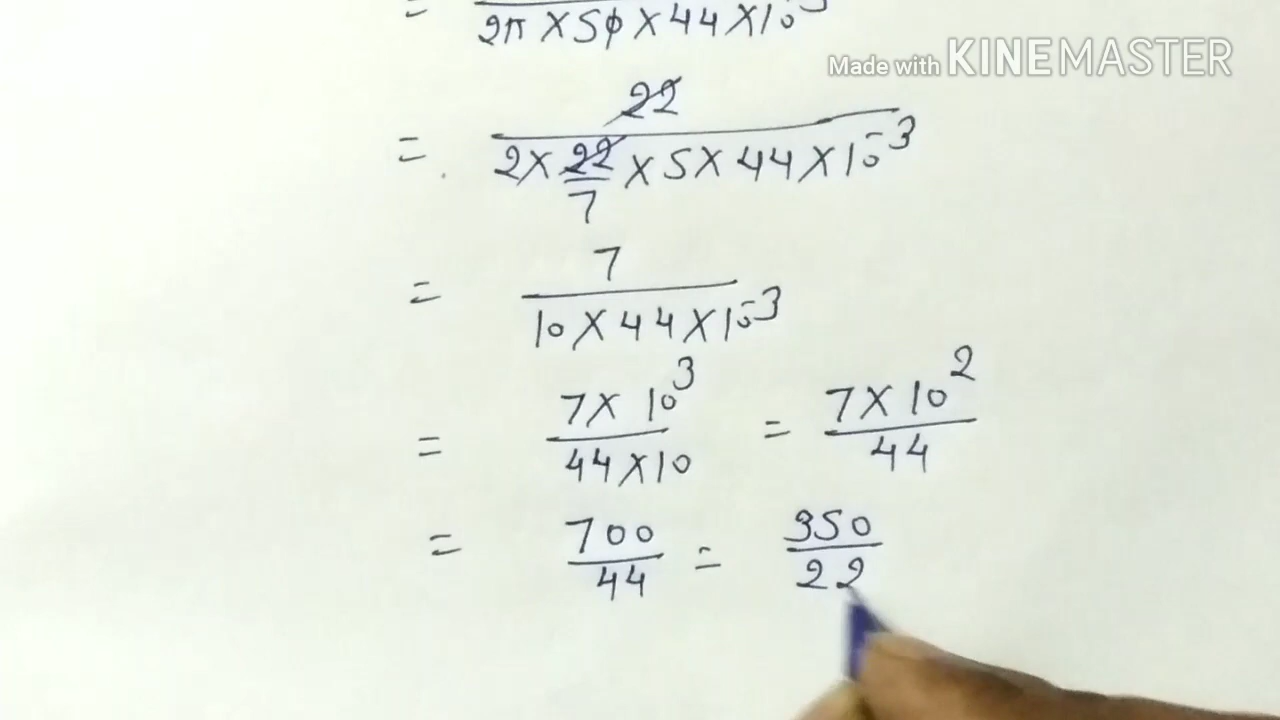 =
2π X 5φ X 44 X 10⁻³
Made with KINEMASTER
= 22 / 2 X 22/7 X 5 X 44 X 10⁻³
= 7 / 10 X 44 X 10⁻³
= 7 X 10³ / 44 X 10 = 7 X 10² / 44
= 700 / 44 = 350 / 22